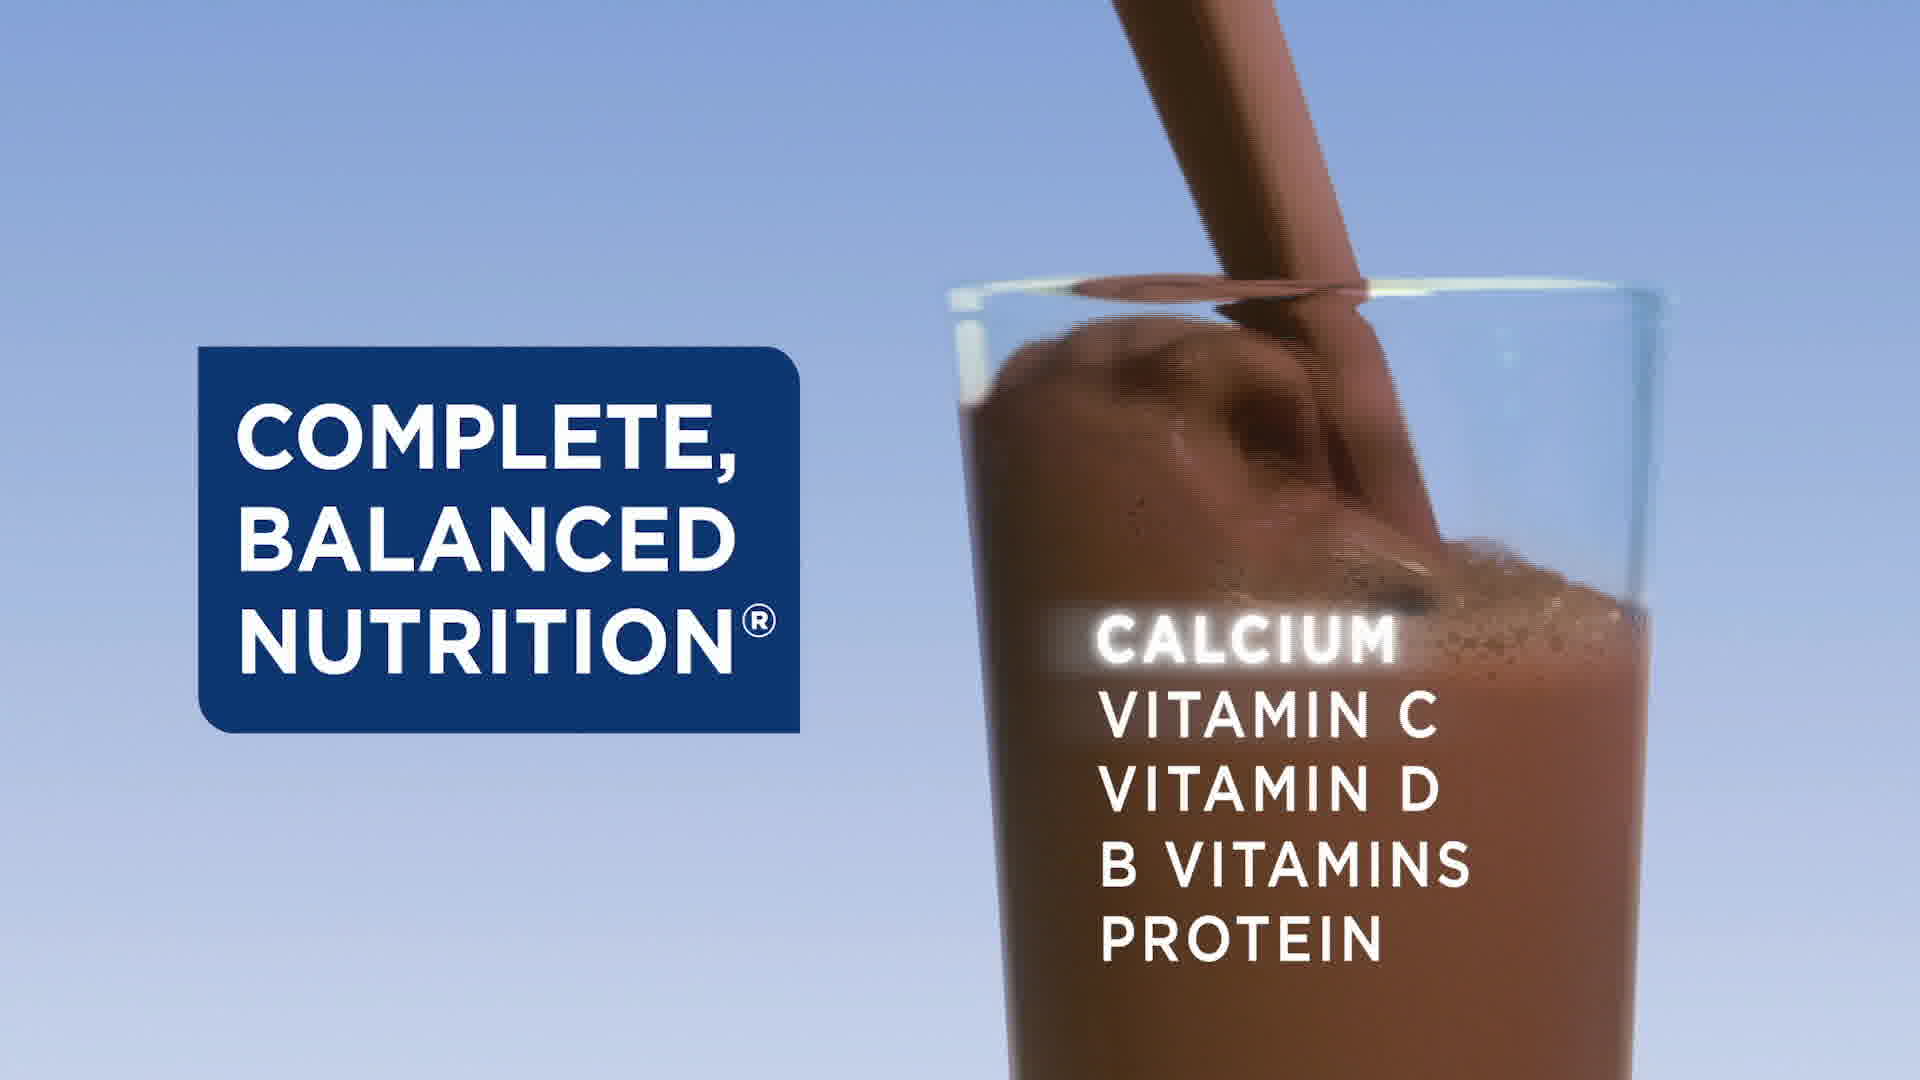 COMPLETE,
BALANCED
NUTRITION®
CALCIUM
VITAMIN C
VITAMIN D
B VITAMINS
PROTEIN